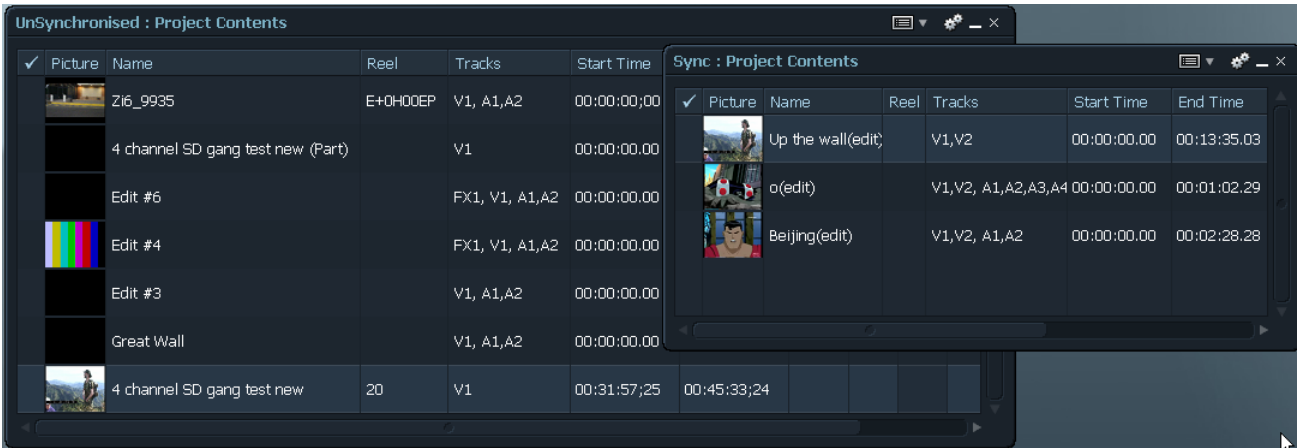 UnSynchronised : Project Contents
✓ Picture Name Reel Tracks Start Time
Zi6_9935 E+0H00EP V1, A1,A2 00:00:00;00
4 channel SD gang test new (Part) V1 00:00:00.00
Edit #6 FX1, V1, A1,A2 00:00:00.00
Edit #4 FX1, V1, A1,A2 00:00:00.00
Edit #3 V1, A1,A2 00:00:00.00
Great Wall V1, A1,A2 00:00:00.00
4 channel SD gang test new 20 V1 00:31:57;25 00:45:33;24
Sync : Project Contents
✓ Picture Name Reel Tracks Start Time End Time
Up the wall(edit) V1,V2 00:00:00.00 00:13:35.03
o(edit) V1,V2, A1,A2,A3,A4 00:00:00.00 00:01:02.29
Beijing(edit) V1,V2, A1,A2 00:00:00.00 00:02:28.28